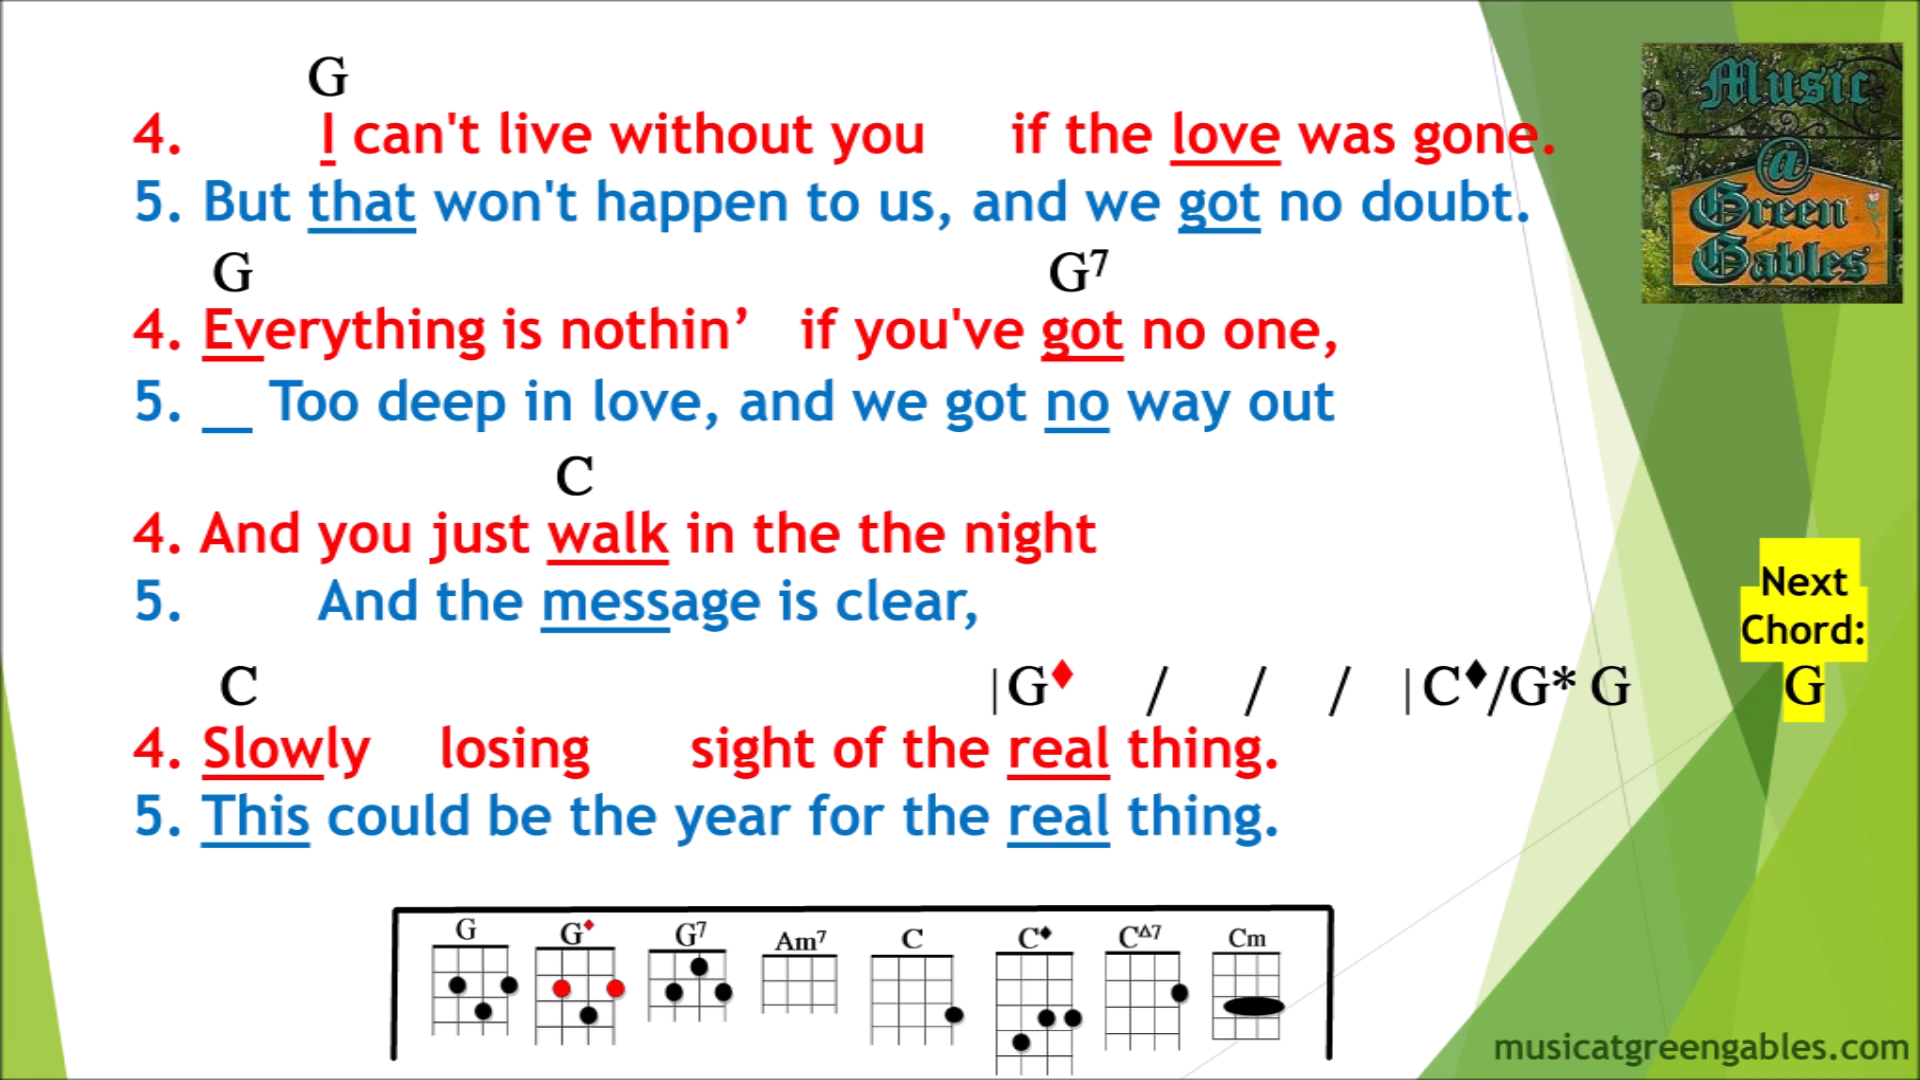 G
4. I can't live without you if the love was gone.
5. But that won't happen to us, and we got no doubt.
G G⁷
4. Everything is nothin’ if you've got no one,
5. __ Too deep in love, and we got no way out
C
4. And you just walk in the the night
5. And the message is clear,
C |G♦ / / / |C♦/G* G
4. Slowly losing sight of the real thing.
5. This could be the year for the real thing.
Music
@
Green
Gables
Next
Chord:
G
G G♦ G⁷ Am⁷ C C♦ C∆⁷ Cm
musicatgreengables.com